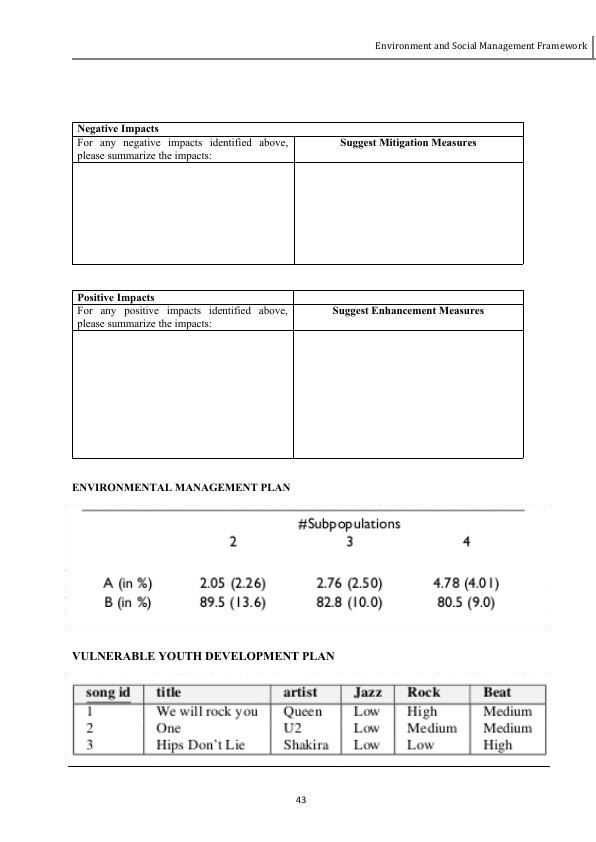 Environment and Social Management Framework
Negative Impacts
For any negative impacts identified above,
please summarize the impacts:
Suggest Mitigation Measures
Positive Impacts
For any positive impacts identified above,
please summarize the impacts:
Suggest Enhancement Measures
ENVIRONMENTAL MANAGEMENT PLAN
#Subpopulations
2 3 4
A (in %) 2.05 (2.26) 2.76 (2.50) 4.78 (4.01)
B (in %) 89.5 (13.6) 82.8 (10.0) 80.5 (9.0)
VULNERABLE YOUTH DEVELOPMENT PLAN
song id title artist Jazz Rock Beat
1 We will rock you Queen Low High Medium
2 One U2 Low Medium Medium
3 Hips Don't Lie Shakira Low Low High
43